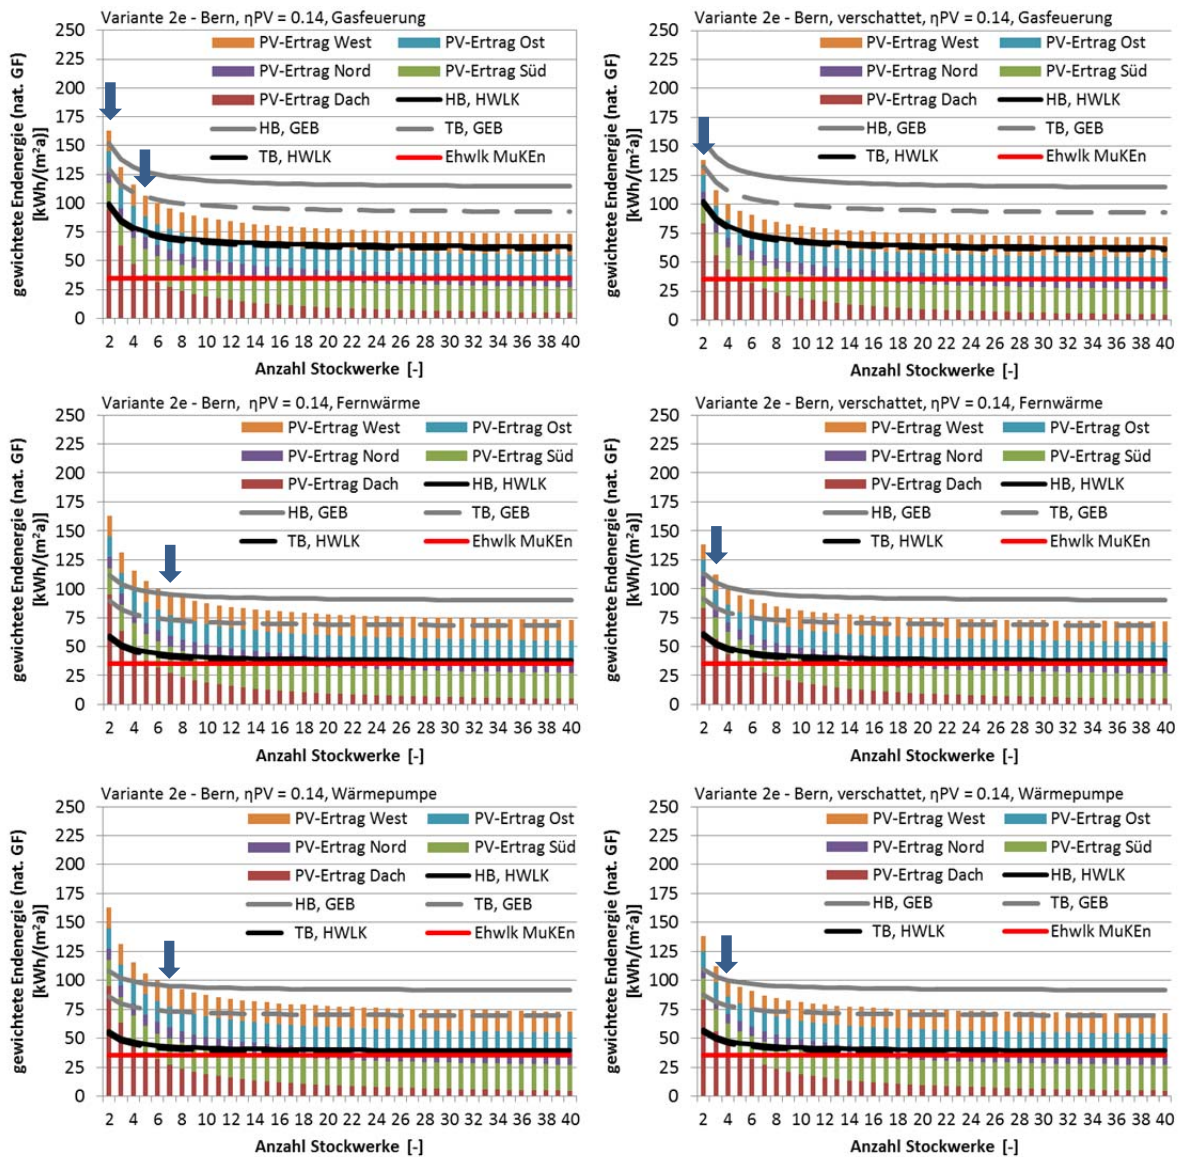 Variante 2e - Bern, ηPV = 0.14, Gasfeuerung
gewichtete Endenergie (nat. GF)
[kWh/(m²a)]
250
225
200
175
150
125
100
75
50
25
0
PV-Ertrag West PV-Ertrag Ost
PV-Ertrag Nord PV-Ertrag Süd
PV-Ertrag Dach HB, HWLK
HB, GEB TB, GEB
TB, HWLK Ehwlk MuKEn
2 4 6 8 10 12 14 16 18 20 22 24 26 28 30 32 34 36 38 40
Anzahl Stockwerke [-]
Variante 2e - Bern, verschattet, ηPV = 0.14, Gasfeuerung
gewichtete Endenergie (nat. GF)
[kWh/(m²a)]
250
225
200
175
150
125
100
75
50
25
0
PV-Ertrag West PV-Ertrag Ost
PV-Ertrag Nord PV-Ertrag Süd
PV-Ertrag Dach HB, HWLK
HB, GEB TB, GEB
TB, HWLK Ehwlk MuKEn
2 4 6 8 10 12 14 16 18 20 22 24 26 28 30 32 34 36 38 40
Anzahl Stockwerke [-]
Variante 2e - Bern, ηPV = 0.14, Fernwärme
gewichtete Endenergie (nat. GF)
[kWh/(m²a)]
250
225
200
175
150
125
100
75
50
25
0
PV-Ertrag West PV-Ertrag Ost
PV-Ertrag Nord PV-Ertrag Süd
PV-Ertrag Dach HB, HWLK
HB, GEB TB, GEB
TB, HWLK Ehwlk MuKEn
2 4 6 8 10 12 14 16 18 20 22 24 26 28 30 32 34 36 38 40
Anzahl Stockwerke [-]
Variante 2e - Bern, verschattet, ηPV = 0.14, Fernwärme
gewichtete Endenergie (nat. GF)
[kWh/(m²a)]
250
225
200
175
150
125
100
75
50
25
0
PV-Ertrag West PV-Ertrag Ost
PV-Ertrag Nord PV-Ertrag Süd
PV-Ertrag Dach HB, HWLK
HB, GEB TB, GEB
TB, HWLK Ehwlk MuKEn
2 4 6 8 10 12 14 16 18 20 22 24 26 28 30 32 34 36 38 40
Anzahl Stockwerke [-]
Variante 2e - Bern, ηPV = 0.14, Wärmepumpe
gewichtete Endenergie (nat. GF)
[kWh/(m²a)]
250
225
200
175
150
125
100
75
50
25
0
PV-Ertrag West PV-Ertrag Ost
PV-Ertrag Nord PV-Ertrag Süd
PV-Ertrag Dach HB, HWLK
HB, GEB TB, GEB
TB, HWLK Ehwlk MuKEn
2 4 6 8 10 12 14 16 18 20 22 24 26 28 30 32 34 36 38 40
Anzahl Stockwerke [-]
Variante 2e - Bern, verschattet, ηPV = 0.14, Wärmepumpe
gewichtete Endenergie (nat. GF)
[kWh/(m²a)]
250
225
200
175
150
125
100
75
50
25
0
PV-Ertrag West PV-Ertrag Ost
PV-Ertrag Nord PV-Ertrag Süd
PV-Ertrag Dach HB, HWLK
HB, GEB TB, GEB
TB, HWLK Ehwlk MuKEn
2 4 6 8 10 12 14 16 18 20 22 24 26 28 30 32 34 36 38 40
Anzahl Stockwerke [-]